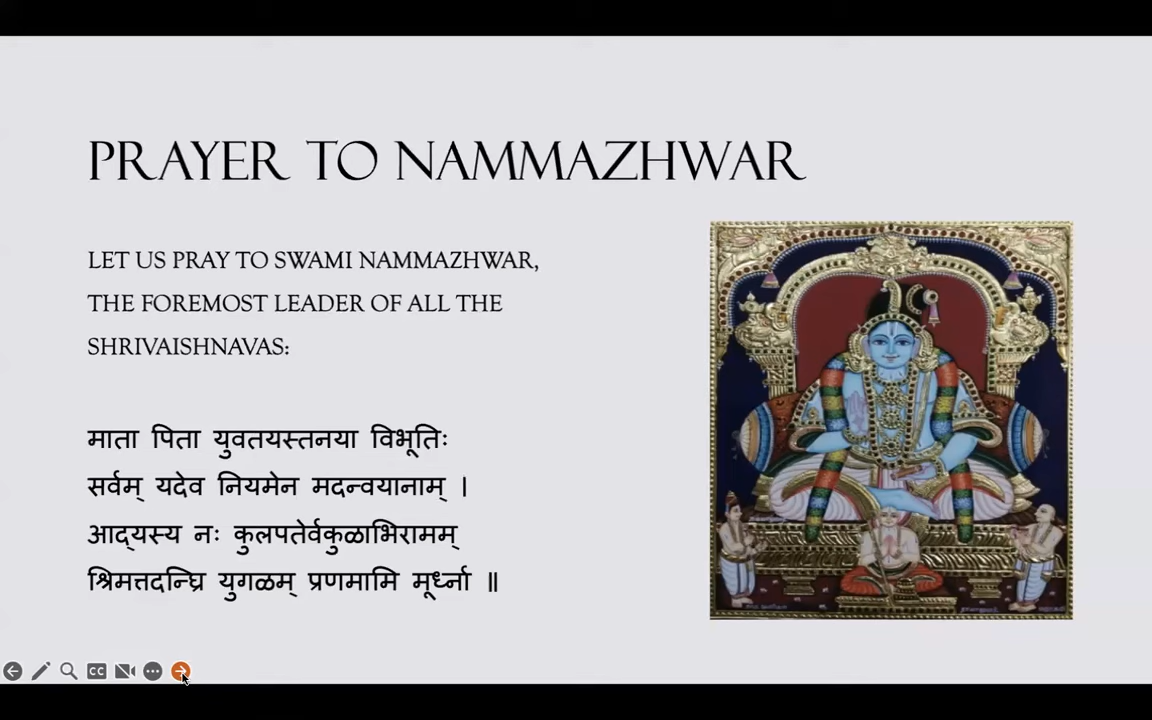 PRAYER TO NAMMAZHWAR
LET US PRAY TO SWAMI NAMMAZHWAR,
THE FOREMOST LEADER OF ALL THE
SHRIVAISHNAVAS:
माता पिता युवतयस्तनया विभूतिः
सर्वम् यदेव नियमेन मदन्वयानाम् ।
आद्यस्य नः कुलपतेर्वकुळाभिरामम्
श्रिमत्तदन्घ्रि युगळम् प्रणमामि मूर्ध्ना ॥
CC